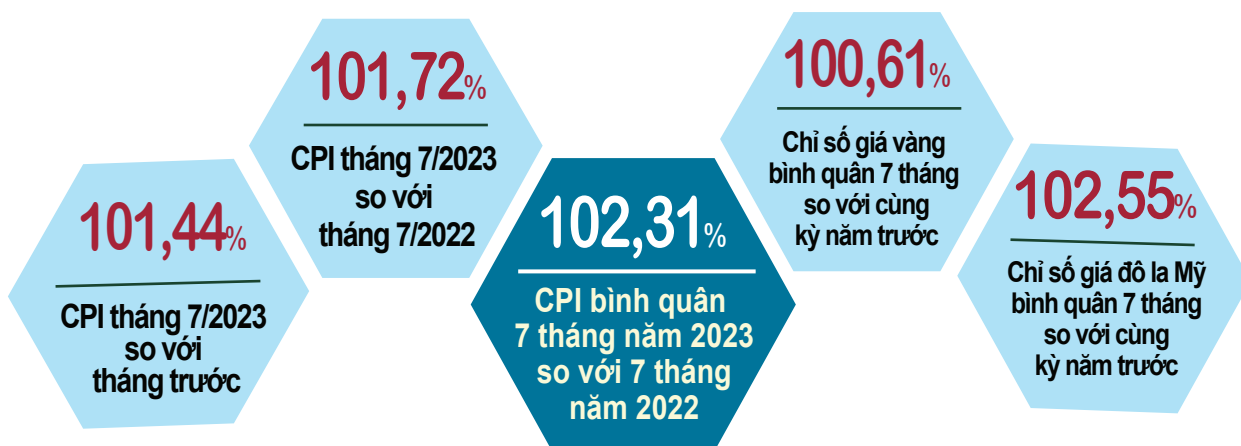 101,44%
CPI tháng 7/2023
so với
tháng trước
101,72%
CPI tháng 7/2023
so với
tháng 7/2022
102,31%
CPI bình quân
7 tháng năm 2023
so với 7 tháng
năm 2022
100,61%
Chỉ số giá vàng
bình quân 7 tháng
so với cùng
kỳ năm trước
102,55%
Chỉ số giá đô la Mỹ
bình quân 7 tháng
so với cùng
kỳ năm trước